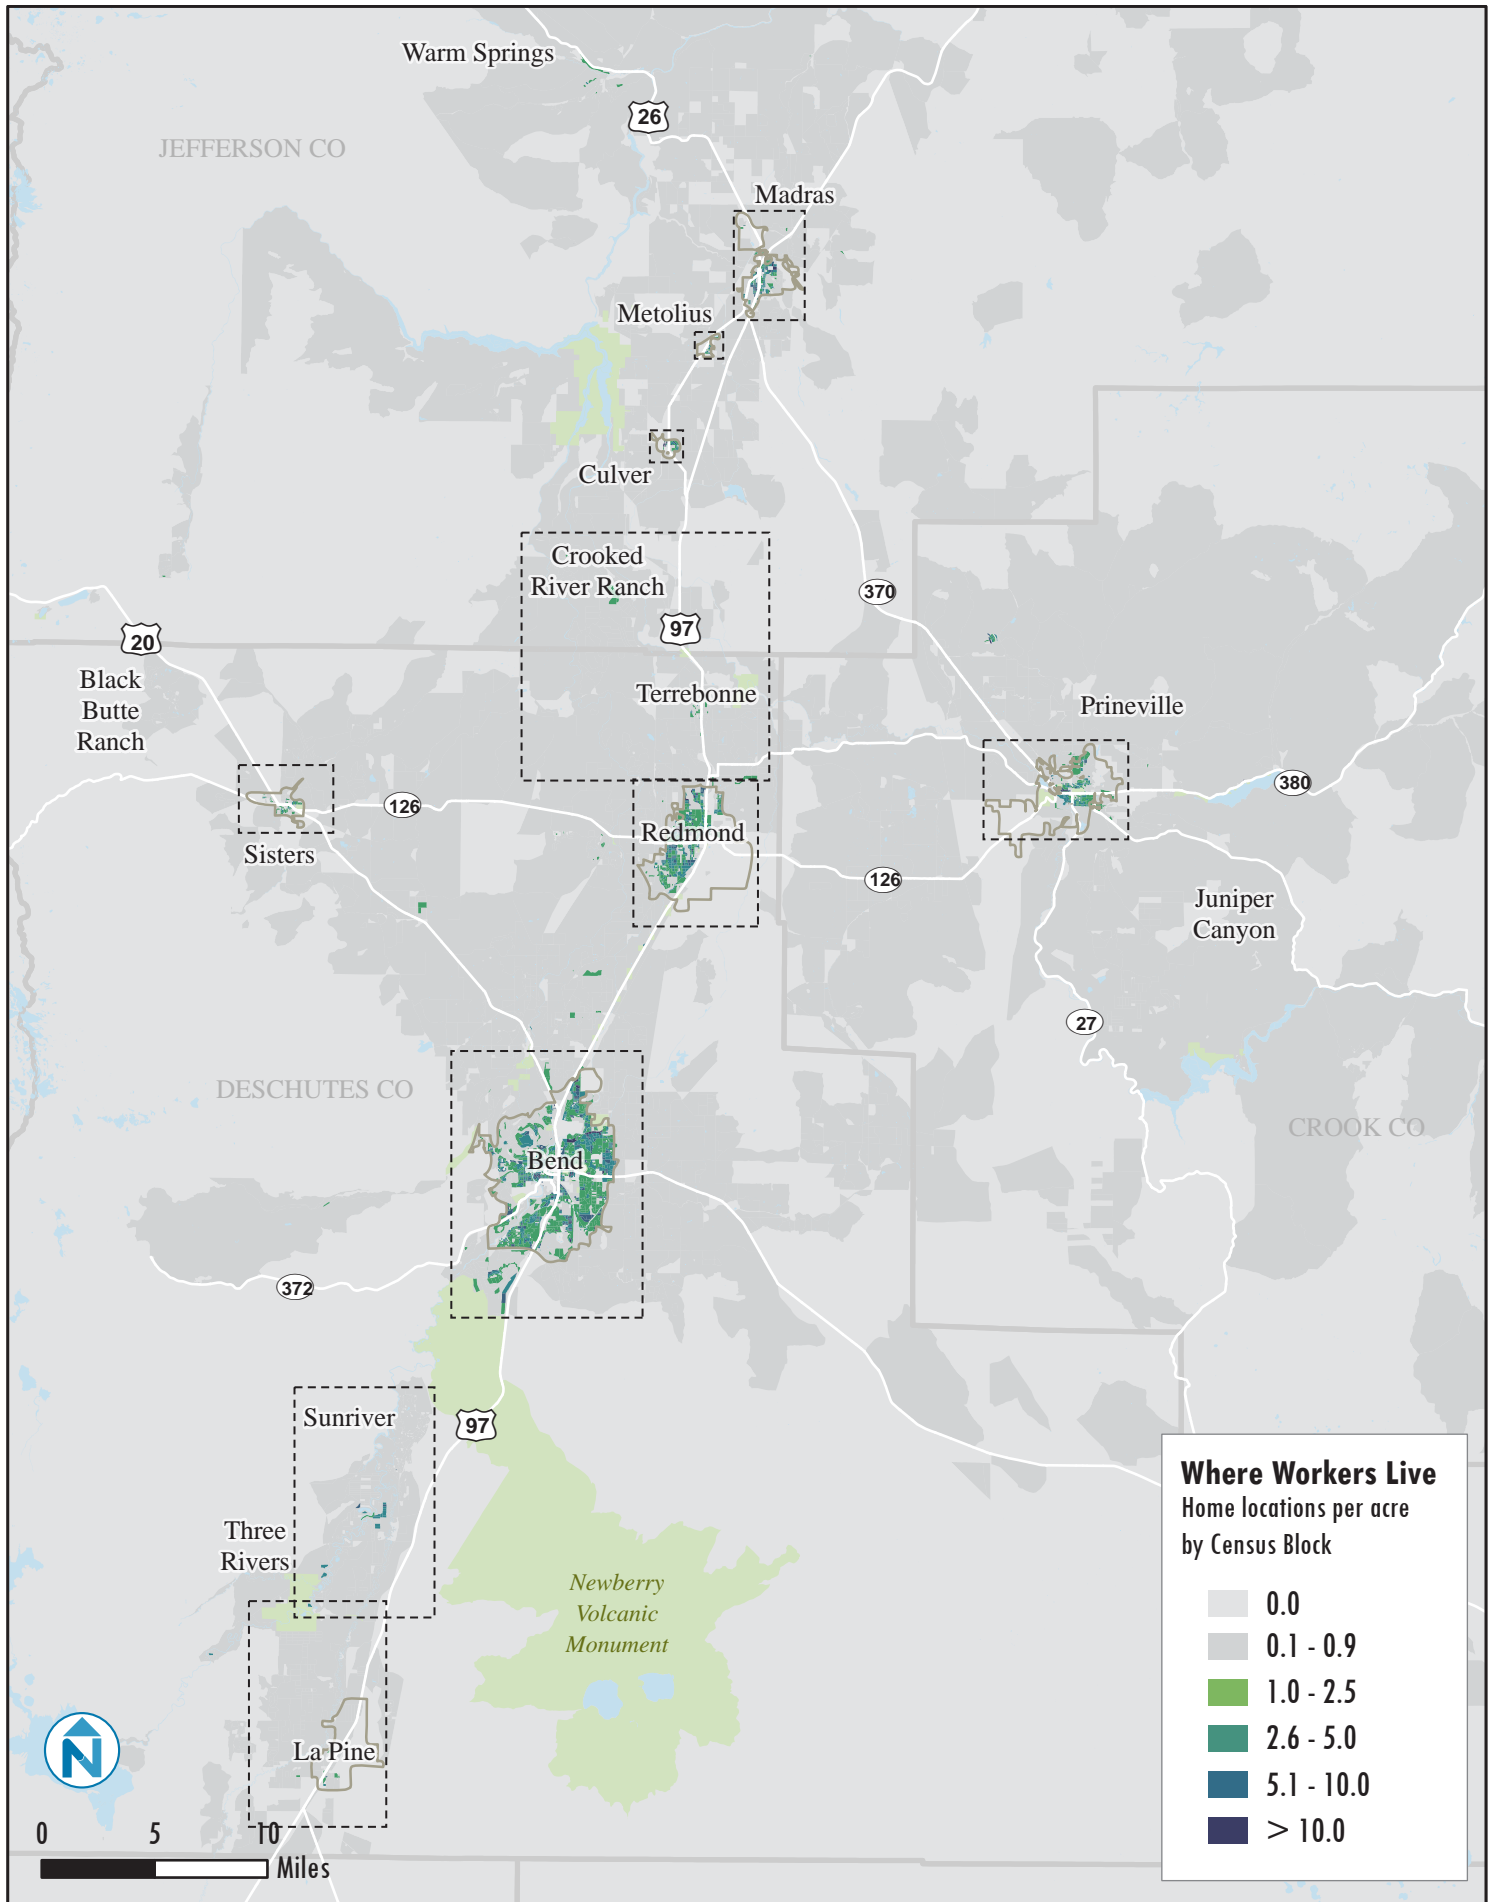 Warm Springs
26
JEFFERSON CO
Madras
Metolius
Culver
Crooked
River Ranch
370
97
20
Black
Butte
Ranch
Terrebonne
Prineville
380
126
Redmond
Sisters
126
Juniper
Canyon
27
DESCHUTES CO
CROOK CO
Bend
372
Sunriver
97
Three
Rivers
Newberry
Volcanic
Monument
La Pine
N
0 5 10
Miles
Where Workers Live
Home locations per acre
by Census Block
0.0
0.1 - 0.9
1.0 - 2.5
2.6 - 5.0
5.1 - 10.0
> 10.0